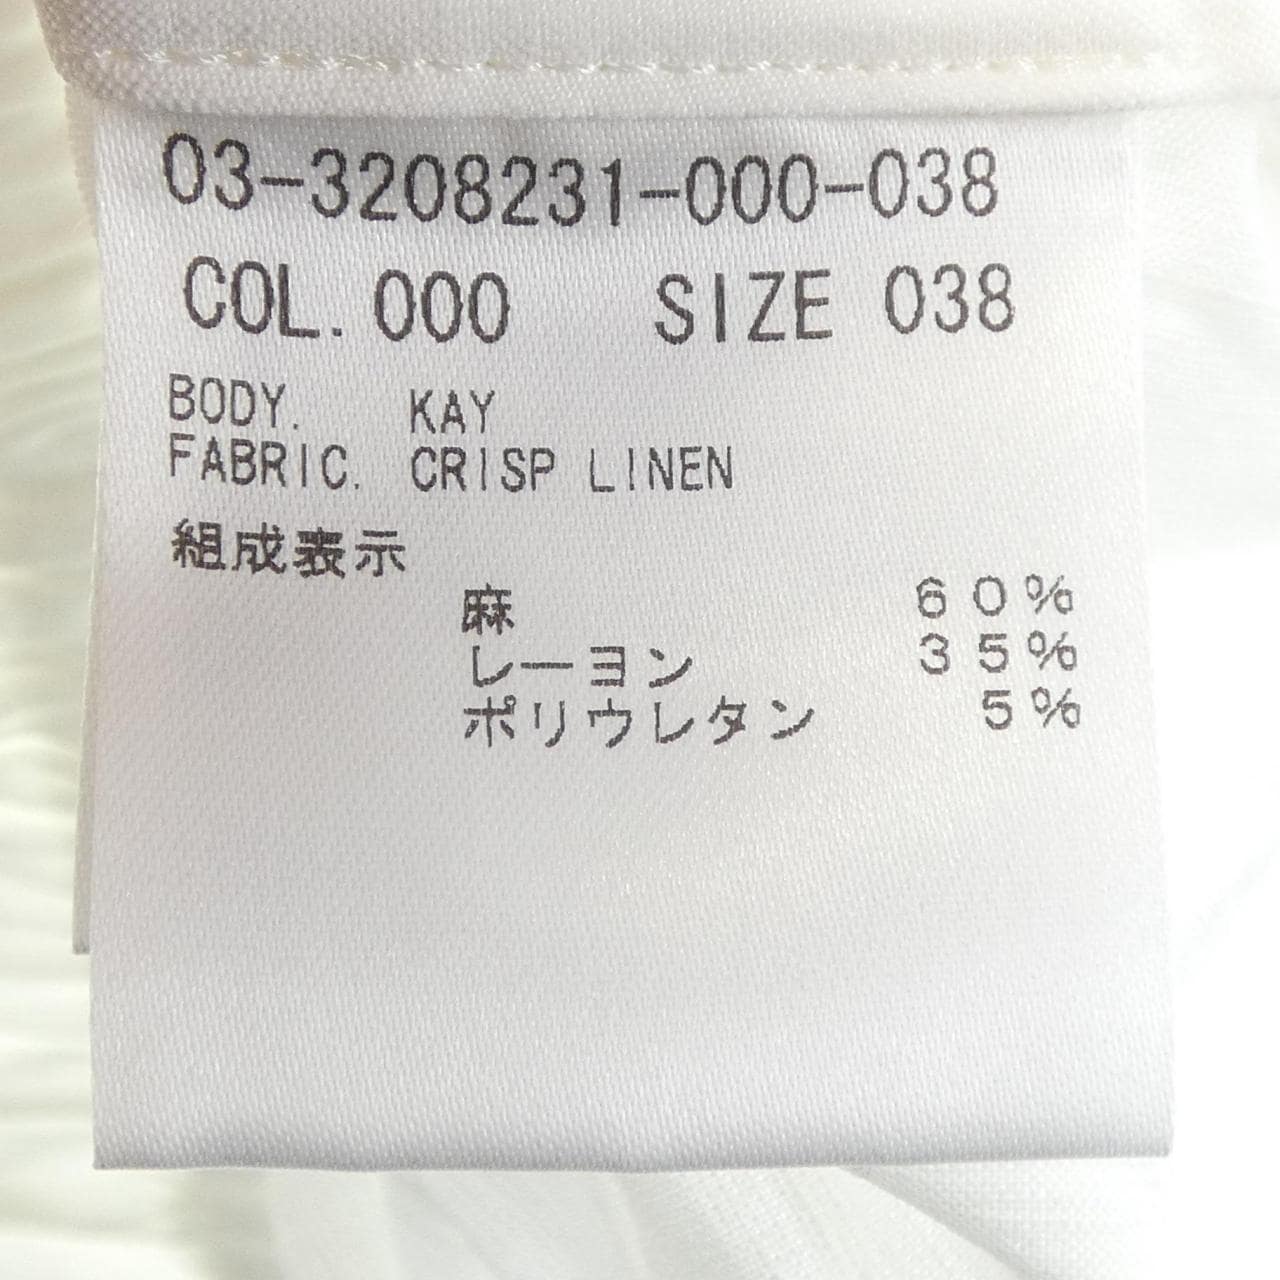 03-3208231-000-038
COL. 000 SIZE 038
BODY. KAY
FABRIC. CRISP LINEN
組成表示
麻 60%
レーヨン 35%
ポリウレタン 5%